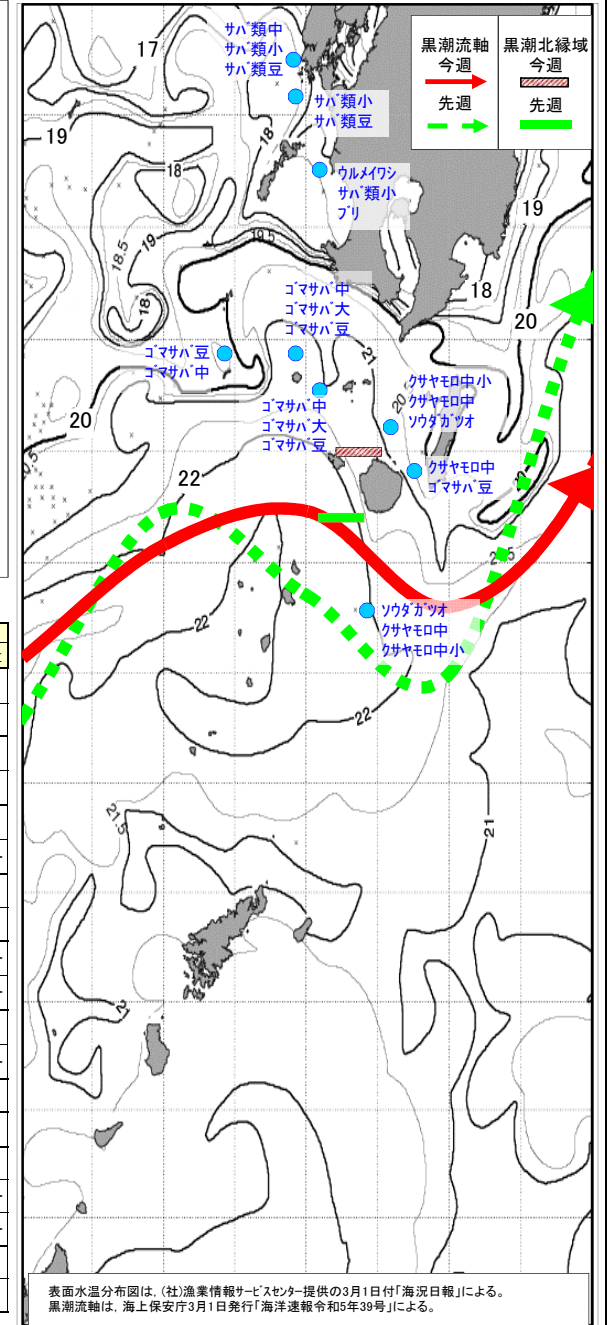 黒潮流軸
今週
先週
黒潮北縁域
今週
先週
サバ類中
サバ類小
サバ類豆
サバ類小
サバ類豆
ウルメイワシ
サバ類小
ブリ
17
19
18
18
19
18.5
19
18
19.5
18
20
ゴマサバ中
ゴマサバ大
ゴマサバ豆
ゴマサバ豆
ゴマサバ中
21
20
クサヤモロ中小
クサヤモロ中
ソウダガツオ
ゴマサバ中
ゴマサバ大
ゴマサバ豆
20
クサヤモロ中
ゴマサバ豆
20
22
ソウダガツオ
クサヤモロ中
クサヤモロ中小
22
22
21.5
21
表面水温分布図は、(社)漁業情報サービスセンター提供の3月1日付「海況日報」による。
黒潮流軸は、海上保安庁3月1日発行「海洋速報令和5年39号」による。